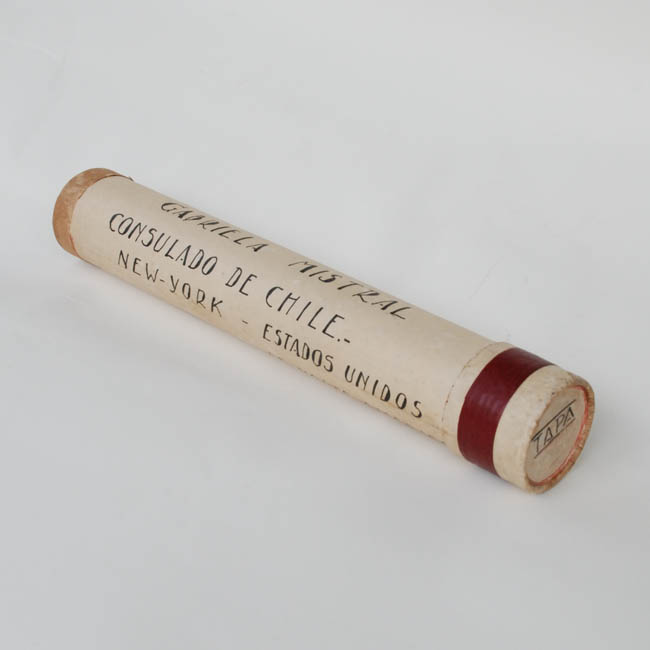 GABRIELA MISTRAL
CONSULADO DE CHILE.-
NEW-YORK - ESTADOS UNIDOS
TAPA